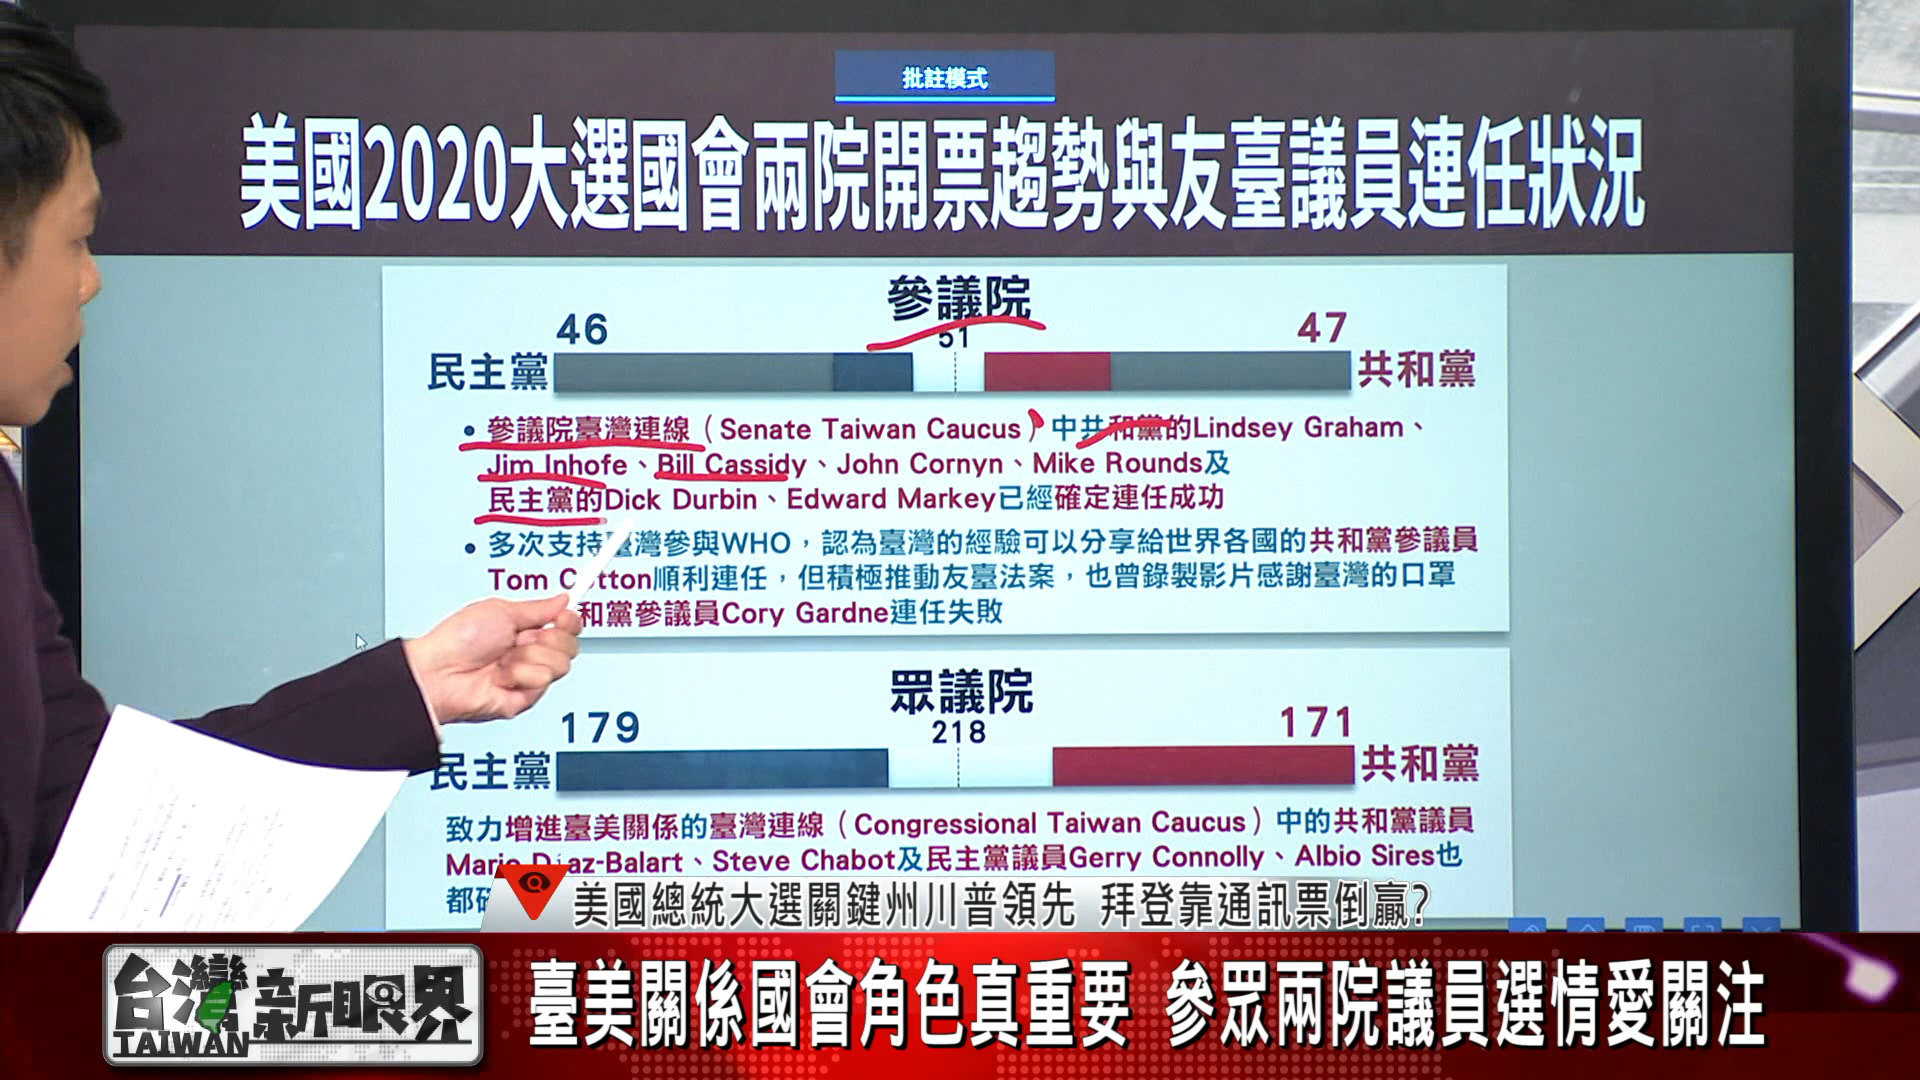 批註模式
美國2020大選國會兩院開票趨勢與友臺議員連任狀況
參議院
46
51
47
民主黨
共和黨
• 參議院臺灣連線（Senate Taiwan Caucus）中共和黨的Lindsey Graham、
Jim Inhofe、Bill Cassidy、John Cornyn、Mike Rounds及
民主黨的Dick Durbin、Edward Markey已經確定連任成功
• 多次支持臺灣參與WHO，認為臺灣的經驗可以分享給世界各國的共和黨參議員
Tom Cotton順利連任，但積極推動友臺法案，也曾錄製影片感謝臺灣的口罩
和黨參議員Cory Gardne連任失敗
眾議院
179
218
171
民主黨
共和黨
致力增進臺美關係的臺灣連線（Congressional Taiwan Caucus）中的共和黨議員
Mario Díaz-Balart、Steve Chabot及民主黨議員Gerry Connolly、Albio Sires也
都
美國總統大選關鍵州川普領先 拜登靠通訊票倒贏?
台灣新眼界
TAIWAN
臺美關係國會角色真重要 參眾兩院議員選情愛關注